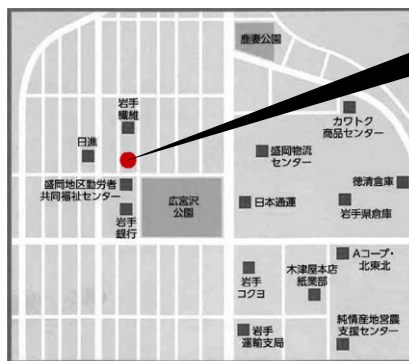 鹿妻公園
カワトク
商品センター
岩手
繊維
日進
盛岡物流
センター
徳清倉庫
盛岡地区勤労者
共同福祉センター
広宮沢
公園
日本通運
岩手県倉庫
岩手
銀行
Aコープ・
北東北
岩手
コクヨ
木津屋本店
紙業部
岩手
運輸支局
純情産地営農
支援センター